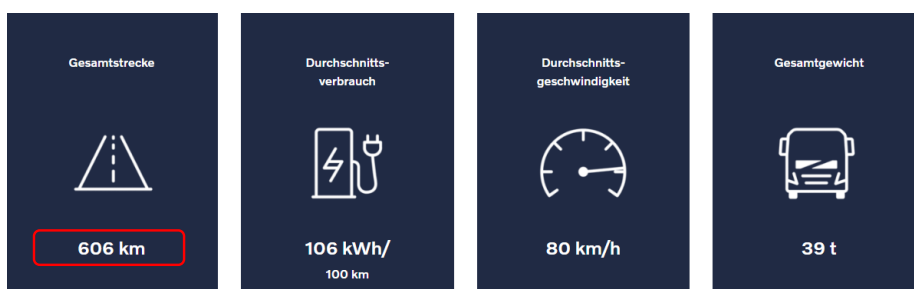 Gesamtstrecke
606 km
Durchschnitts-
verbrauch
106 kWh/
100 km
Durchschnitts-
geschwindigkeit
80 km/h
Gesamtgewicht
39 t